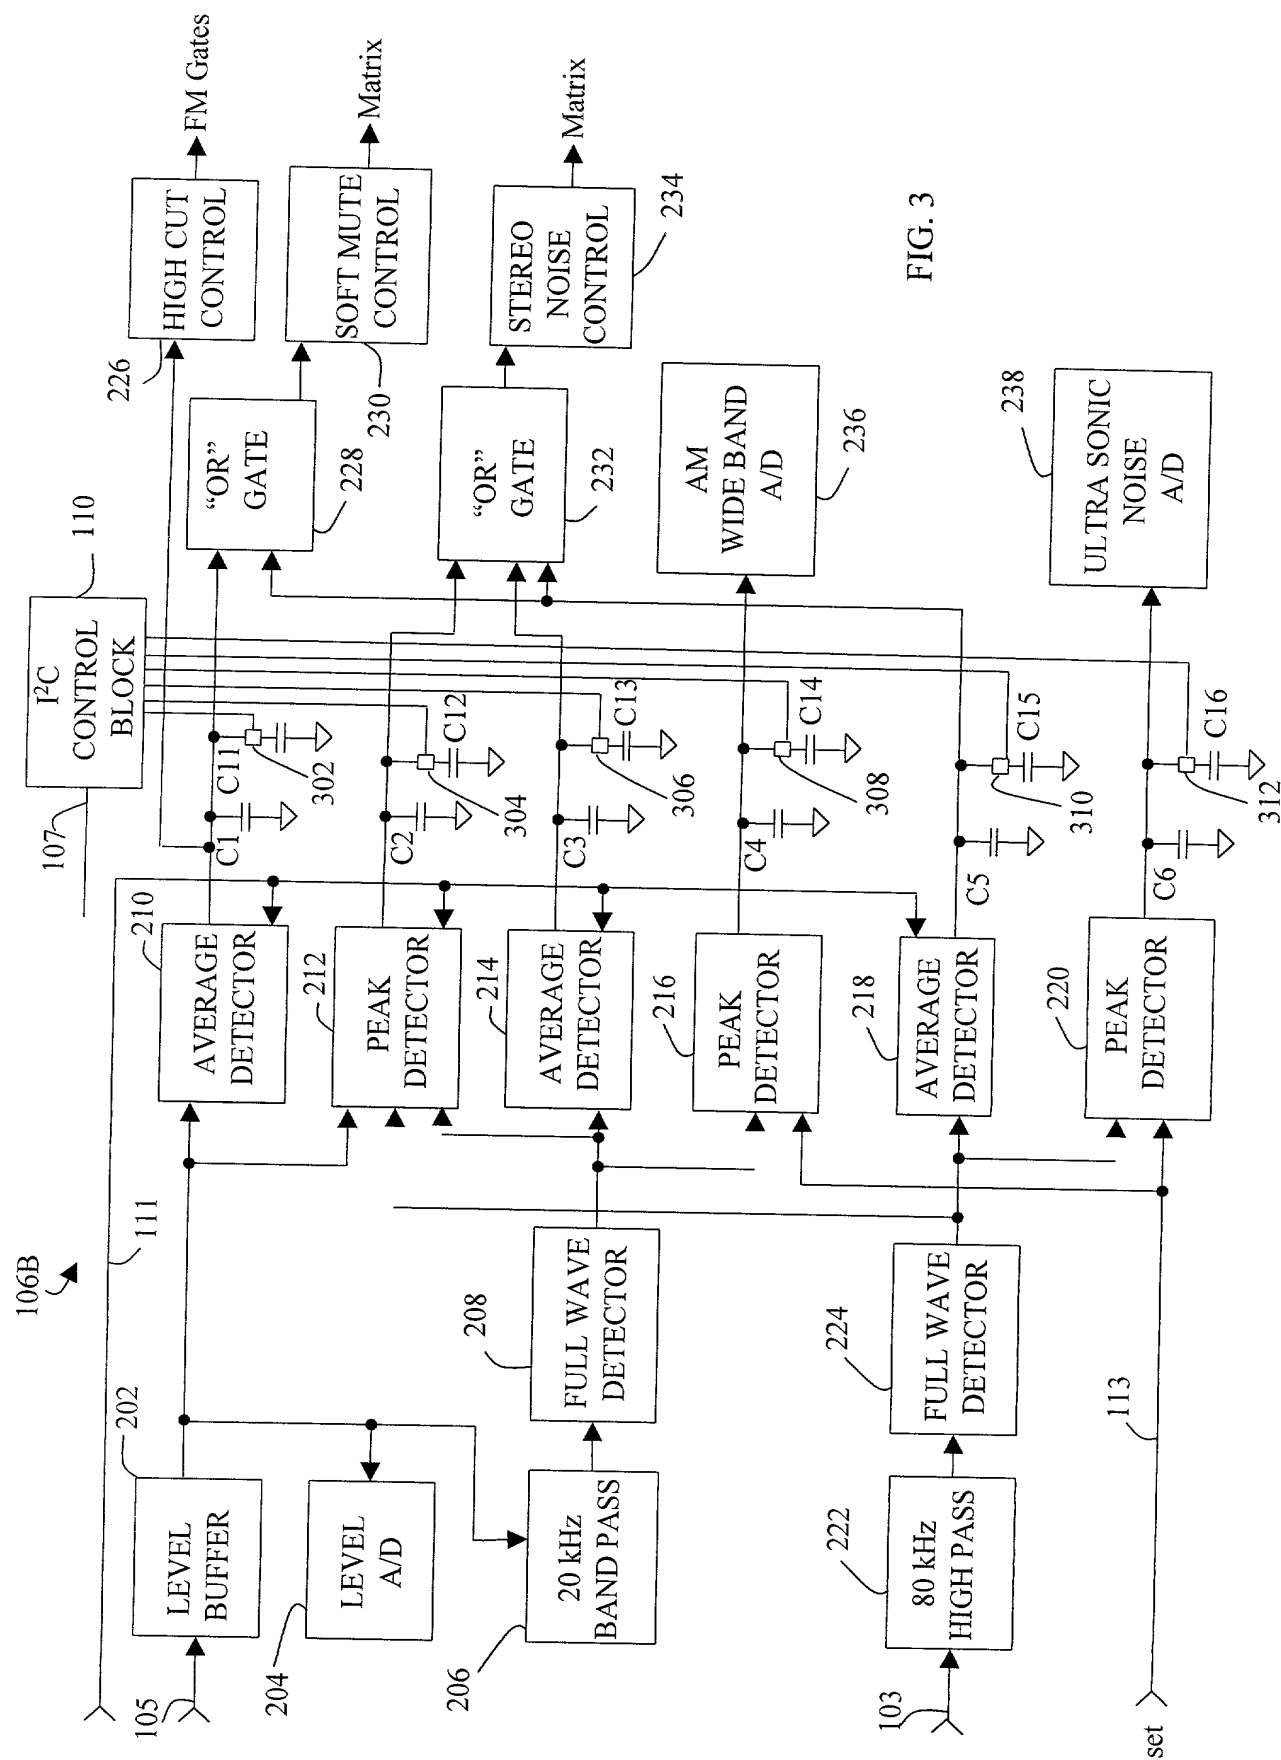 106B
107
I²C
CONTROL
BLOCK
110
111
105
LEVEL
BUFFER
202
LEVEL
A/D
204
20 kHz
BAND PASS
206
FULL WAVE
DETECTOR
208
AVERAGE
DETECTOR
210
PEAK
DETECTOR
212
AVERAGE
DETECTOR
214
PEAK
DETECTOR
216
AVERAGE
DETECTOR
218
PEAK
DETECTOR
220
103
80 kHz
HIGH PASS
222
FULL WAVE
DETECTOR
224
set
113
C1
C11
302
C2
C12
304
C3
C13
306
C4
C14
308
C5
C15
310
C6
C16
312
HIGH CUT
CONTROL
226
FM Gates
“OR”
GATE
228
SOFT MUTE
CONTROL
230
Matrix
“OR”
GATE
232
STEREO
NOISE
CONTROL
234
Matrix
AM
WIDE BAND
A/D
236
ULTRA SONIC
NOISE
A/D
238
FIG. 3